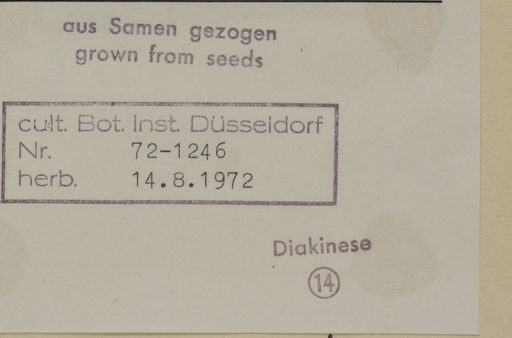 aus Samen gezogen
grown from seeds
cult. Bot. Inst. Düsseldorf
Nr. 72-1246
herb. 14.8.1972
Diakinese
14